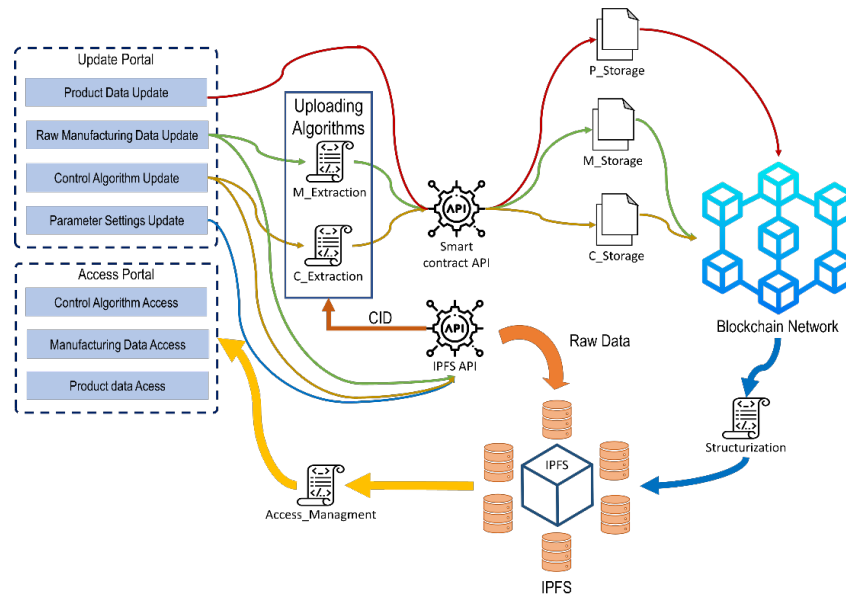 Update Portal
Product Data Update
Raw Manufacturing Data Update
Control Algorithm Update
Parameter Settings Update
Access Portal
Control Algorithm Access
Manufacturing Data Access
Product data Acess
Uploading
Algorithms
M_Extraction
C_Extraction
CID
API
Smart
contract API
API
IPFS API
P_Storage
M_Storage
C_Storage
Blockchain Network
Raw Data
Structurization
IPFS
IPFS
Access_Managment